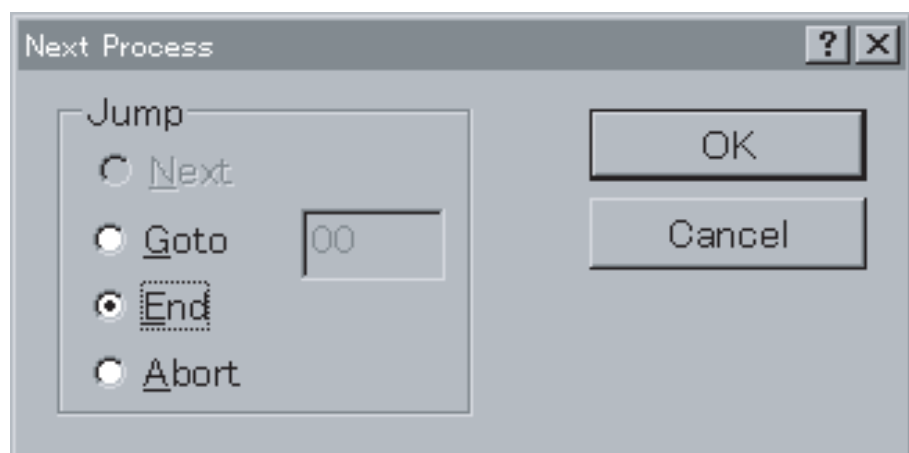 Next Process
Jump
Next
Goto 00
End
Abort
OK
Cancel